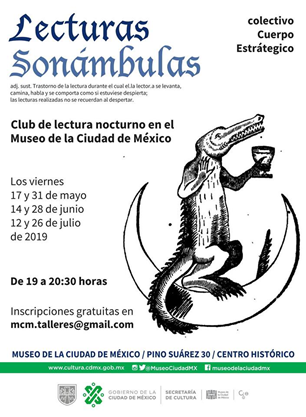 Lecturas
Sonámbulas
colectivo
Cuerpo
Estrátegico
adj. sust. Trastorno de la lectura durante el cual el,la lector.a se levanta,
camina, habla y se comporta como si estuviese despierta;
las lecturas realizadas no se recuerdan al despertar.
Club de lectura nocturno en el
Museo de la Ciudad de México
Los viernes
17 y 31 de mayo
14 y 28 de junio
12 y 26 de julio
de 2019
De 19 a 20:30 horas
Inscripciones gratuitas en
mcm.talleres@gmail.com
MUSEO DE LA CIUDAD DE MÉXICO / PINO SUÁREZ 30 / CENTRO HISTÓRICO
www.cultura.cdmx.gob.mx
@MuseoCiudadMX
museodelaciudadmx
GOBIERNO DE LA
CIUDAD DE MÉXICO
SECRETARÍA
DE CULTURA